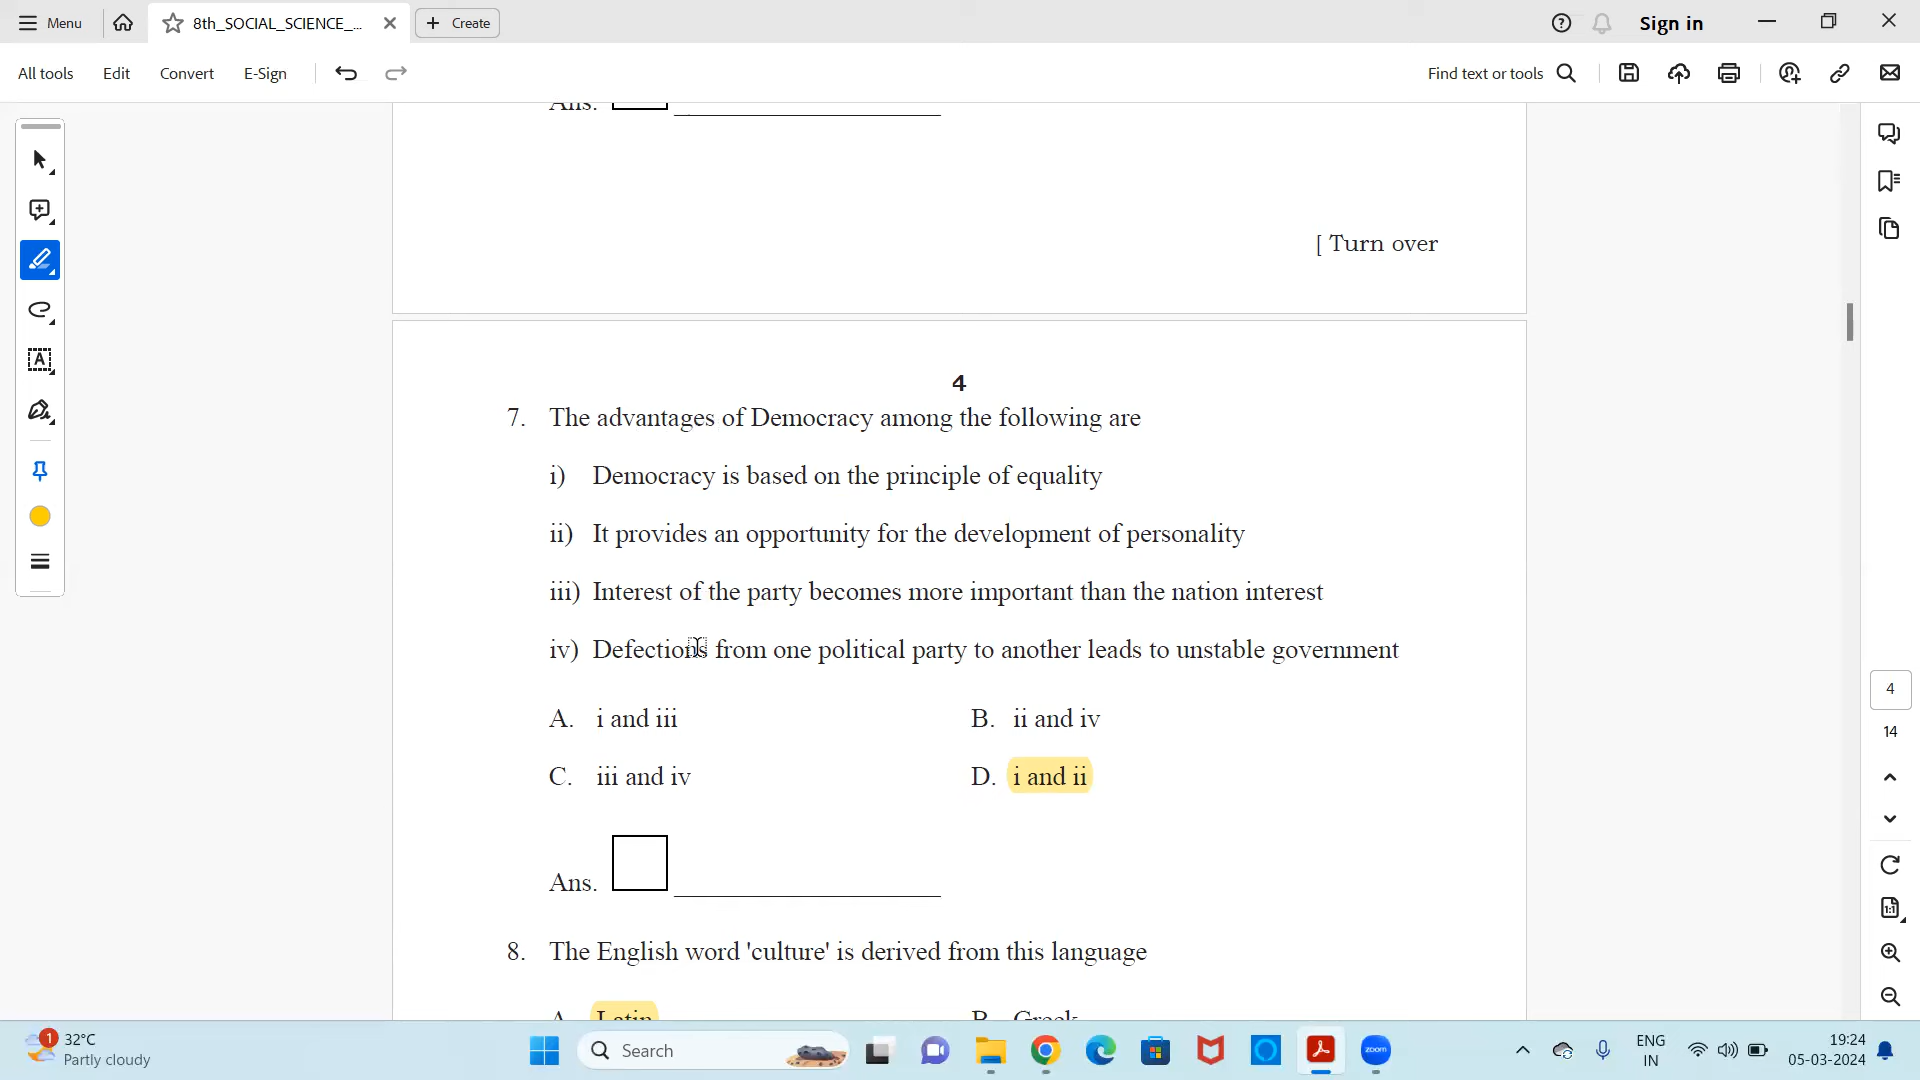 Menu
8th_SOCIAL_SCIENCE_...
Create
Sign in
All tools
Edit
Convert
E-Sign
Find text or tools
Ans.
[ Turn over
4
7. The advantages of Democracy among the following are
i) Democracy is based on the principle of equality
ii) It provides an opportunity for the development of personality
iii) Interest of the party becomes more important than the nation interest
iv) Defections from one political party to another leads to unstable government
A. i and iii B. ii and iv
C. iii and iv D. i and ii
Ans.
8. The English word 'culture' is derived from this language
A. Latin B. Greek
4
14
1
32°C
Partly cloudy
Search
zoom
ENG
IN
19:24
05-03-2024